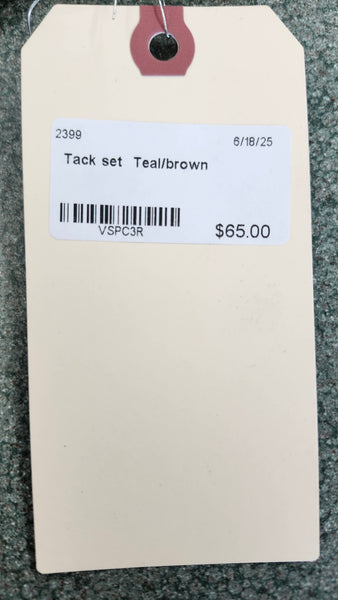 2399 6/18/25
Tack set Teal/brown
VSPC3R $65.00